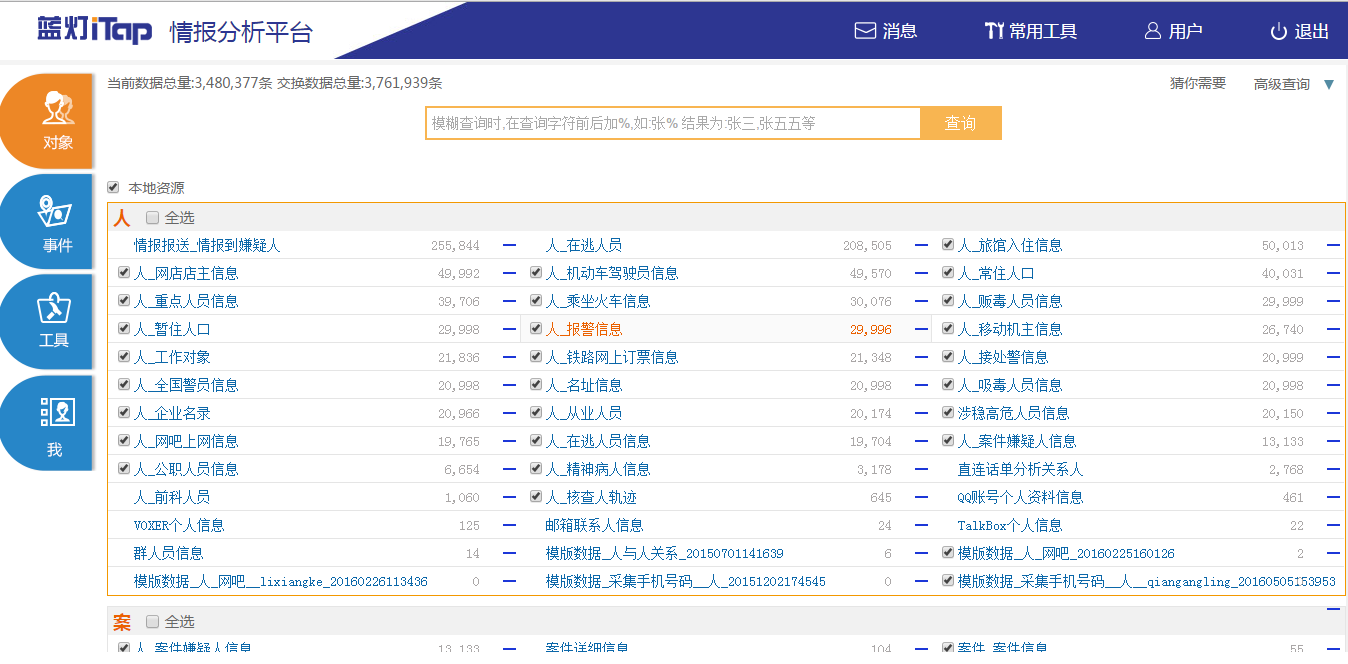 蓝灯iTap 情报分析平台 消息 常用工具 用户 退出
当前数据总量:3,480,377条 交换数据总量:3,761,939条 猜你需要 高级查询
对象
模糊查询时,在查询字符前后加%,如:张% 结果为:张三,张五五等 查询
本地资源
人 全选
事件
情报报送_情报到嫌疑人 255,844 人_在逃人员 208,505 人_旅馆入住信息 50,013
人_网店店主信息 49,992 人_机动车驾驶员信息 49,570 人_常住人口 40,031
人_重点人员信息 39,706 人_乘坐火车信息 30,076 人_贩毒人员信息 29,999
人_暂住人口 29,998 人_报警信息 29,996 人_移动机主信息 26,740
工具
人_工作对象 21,836 人_铁路网上订票信息 21,348 人_接处警信息 20,999
人_全国警员信息 20,998 人_名址信息 20,998 人_吸毒人员信息 20,998
人_企业名录 20,966 人_从业人员 20,174 涉稳高危人员信息 20,150
人_网吧上网信息 19,765 人_在逃人员信息 19,704 人_案件嫌疑人信息 13,133
我
人_公职人员信息 6,654 人_精神病人信息 3,178 直连话单分析关系人 2,768
人_前科人员 1,060 人_核查人轨迹 645 QQ账号个人资料信息 461
VOXER个人信息 125 邮箱联系人信息 24 TalkBox个人信息 22
群人员信息 14 模版数据_人与人关系_20150701141639 6 模版数据_人_网吧_20160225160126 2
模版数据_人_网吧__lixiangke_20160226113436 0 模版数据_采集手机号码__人_20151202174545 0 模版数据_采集手机号码__人__qiangangling_20160505153953
案 全选
人_案件嫌疑人信息 13,133 案件详细信息 104 案件_案件信息 55